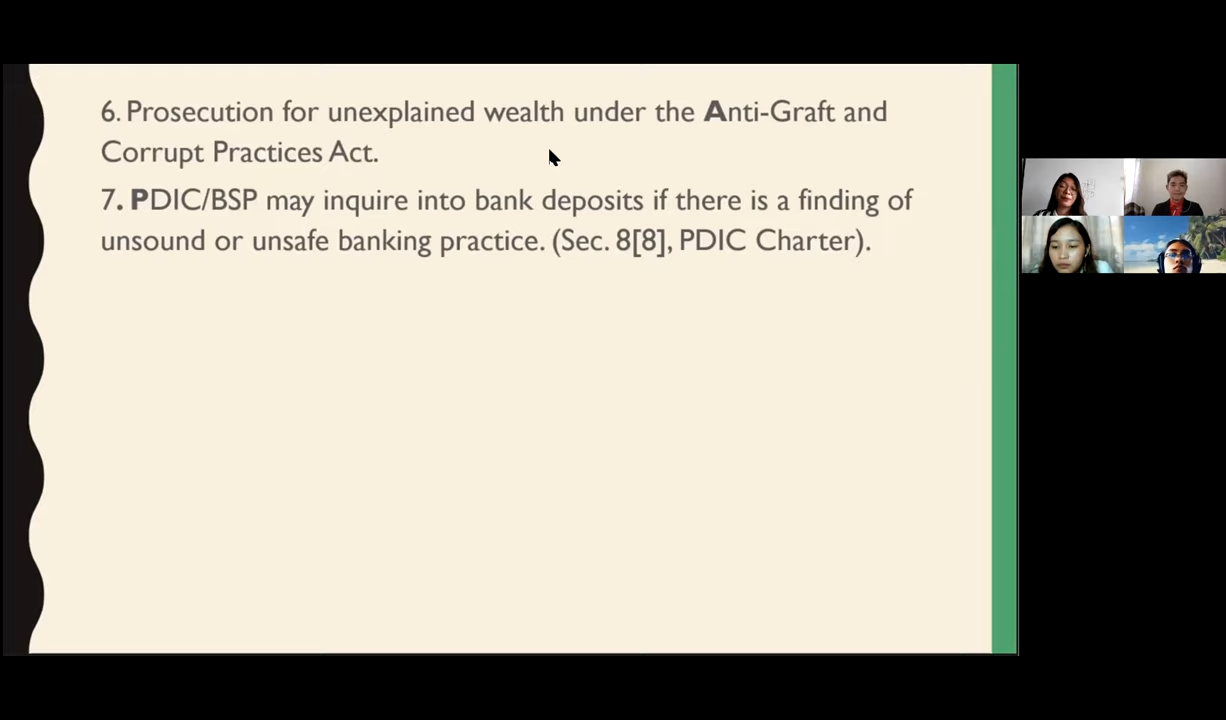 6. Prosecution for unexplained wealth under the Anti-Graft and
Corrupt Practices Act.
7. PDIC/BSP may inquire into bank deposits if there is a finding of
unsound or unsafe banking practice. (Sec. 8[8], PDIC Charter).